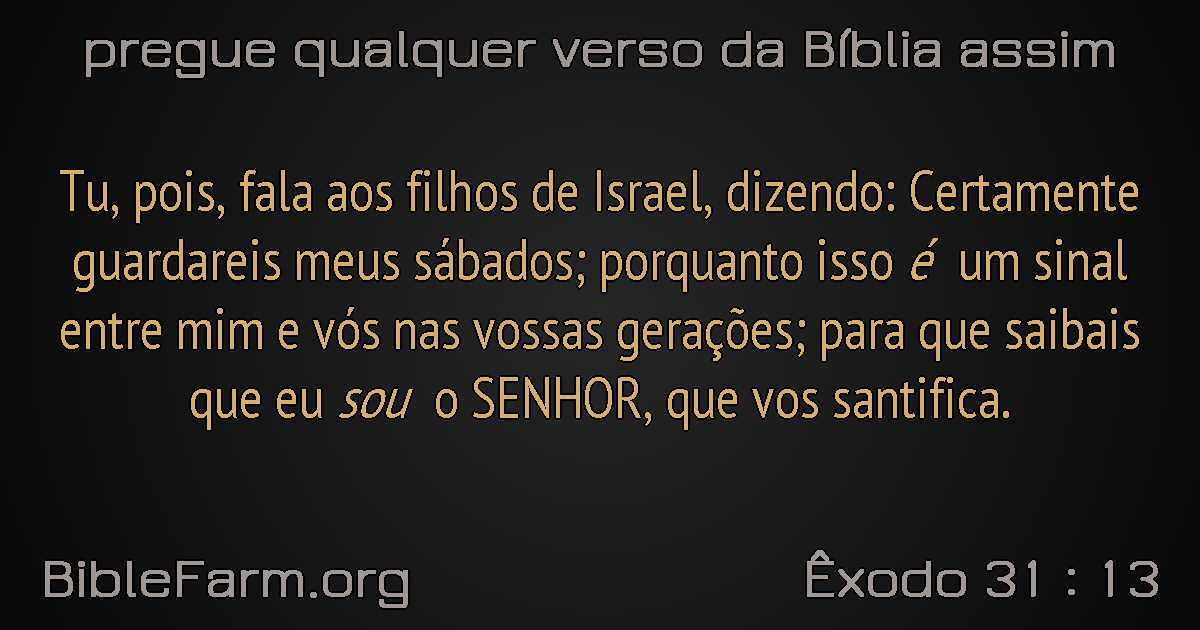 pregue qualquer verso da Bíblia assim
Tu, pois, fala aos filhos de Israel, dizendo: Certamente
guardareis meus sábados; porquanto isso é um sinal
entre mim e vós nas vossas gerações; para que saibais
que eu sou o SENHOR, que vos santifica.
BibleFarm.org
Êxodo 31 : 13